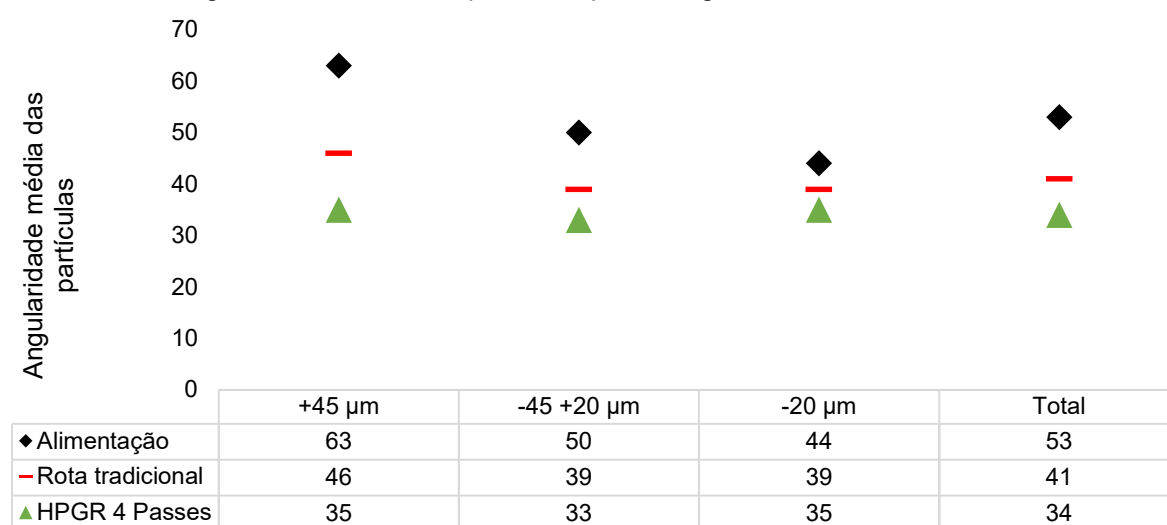 70
60
50
40
30
20
10
0
Angularidade média das
partículas
+45 µm -45 +20 µm -20 µm Total
Alimentação 63 50 44 53
Rota tradicional 46 39 39 41
HPGR 4 Passes 35 33 35 34